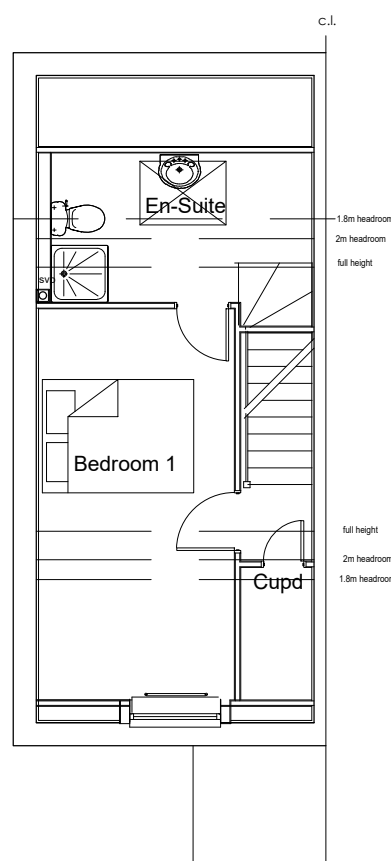 c.l.
En-Suite
1.8m headroom
2m headroom
full height
SVP
Bedroom 1
full height
2m headroom
Cupd
1.8m headroom